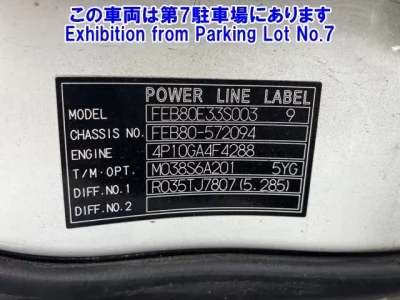 この車両は第7駐車場にあります
Exhibition from Parking Lot No.7
POWER LINE LABEL
MODEL FEB80E33S003 9
CHASSIS NO. FEB80-572094
ENGINE 4P10GA4F4288
T/M・OPT. M038S6A201 5YG
DIFF.NO.1 R035TJ7807(5.285)
DIFF.NO.2